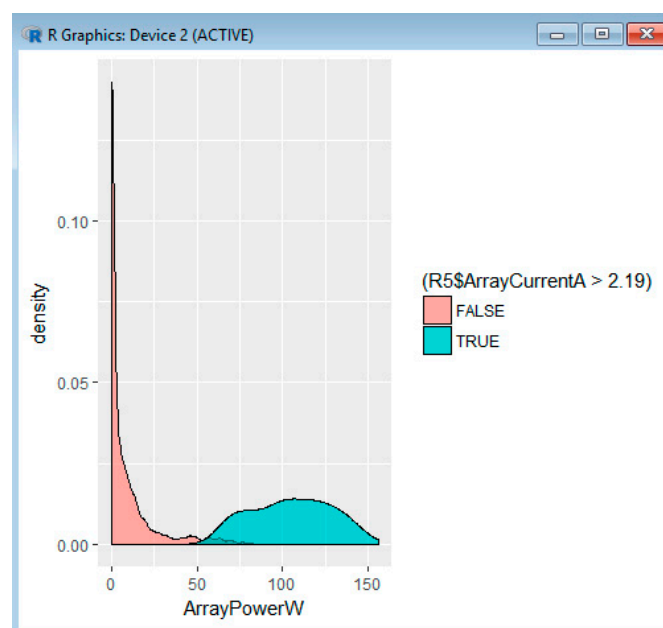 R Graphics: Device 2 (ACTIVE)
0.10
0.05
0.00
density
0 50 100 150
ArrayPowerW
(R5$ArrayCurrentA > 2.19)
FALSE
TRUE